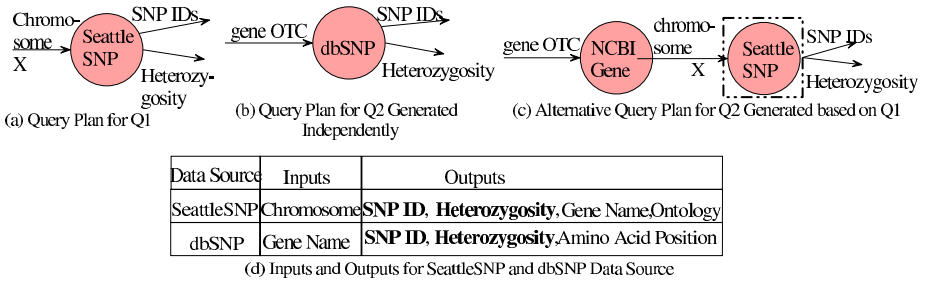 Chromo-
some
X
Seattle
SNP
SNP IDs
Heterozy-
gosity
(a) Query Plan for Q1
gene OTC
dbSNP
SNP IDs
Heterozygosity
(b) Query Plan for Q2 Generated
Independently
gene OTC
NCBI
Gene
chromo-
some
X
Seattle
SNP
SNP IDs
Heterozygosity
(c) Alternative Query Plan for Q2 Generated based on Q1
Data Source Inputs Outputs
SeattleSNP Chromosome SNP ID, Heterozygosity, Gene Name, Ontology
dbSNP Gene Name SNP ID, Heterozygosity, Amino Acid Position
(d) Inputs and Outputs for SeattleSNP and dbSNP Data Source